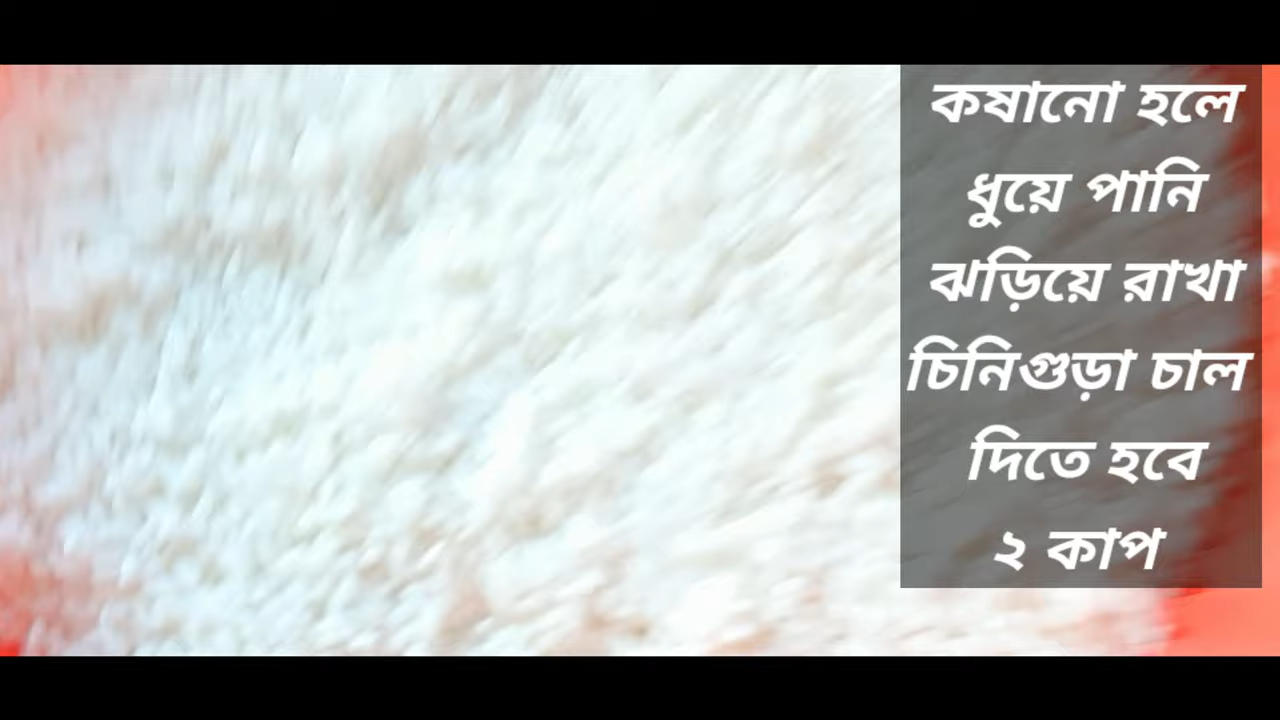 কষানো হলে
ধুয়ে পানি
ঝড়িয়ে রাখা
চিনিগুড়া চাল
দিতে হবে
২ কাপ